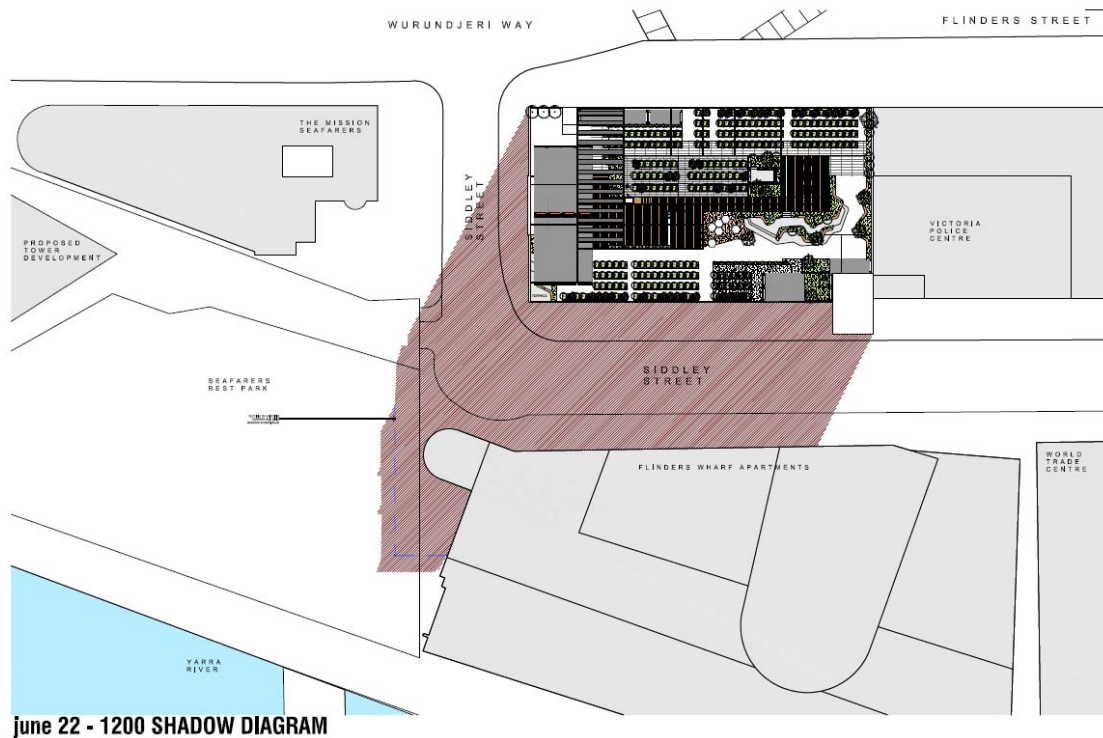 WURUNDJERI WAY
FLINDERS STREET
THE MISSION
SEAFARERS
SIDDLEY
STREET
VICTORIA
POLICE
CENTRE
PROPOSED
TOWER
DEVELOPMENT
TERRACE
SIDDLEY
STREET
SEAFARERS
REST PARK
FLINDERS WHARF APARTMENTS
WORLD
TRADE
CENTRE
YARRA
RIVER
june 22 - 1200 SHADOW DIAGRAM